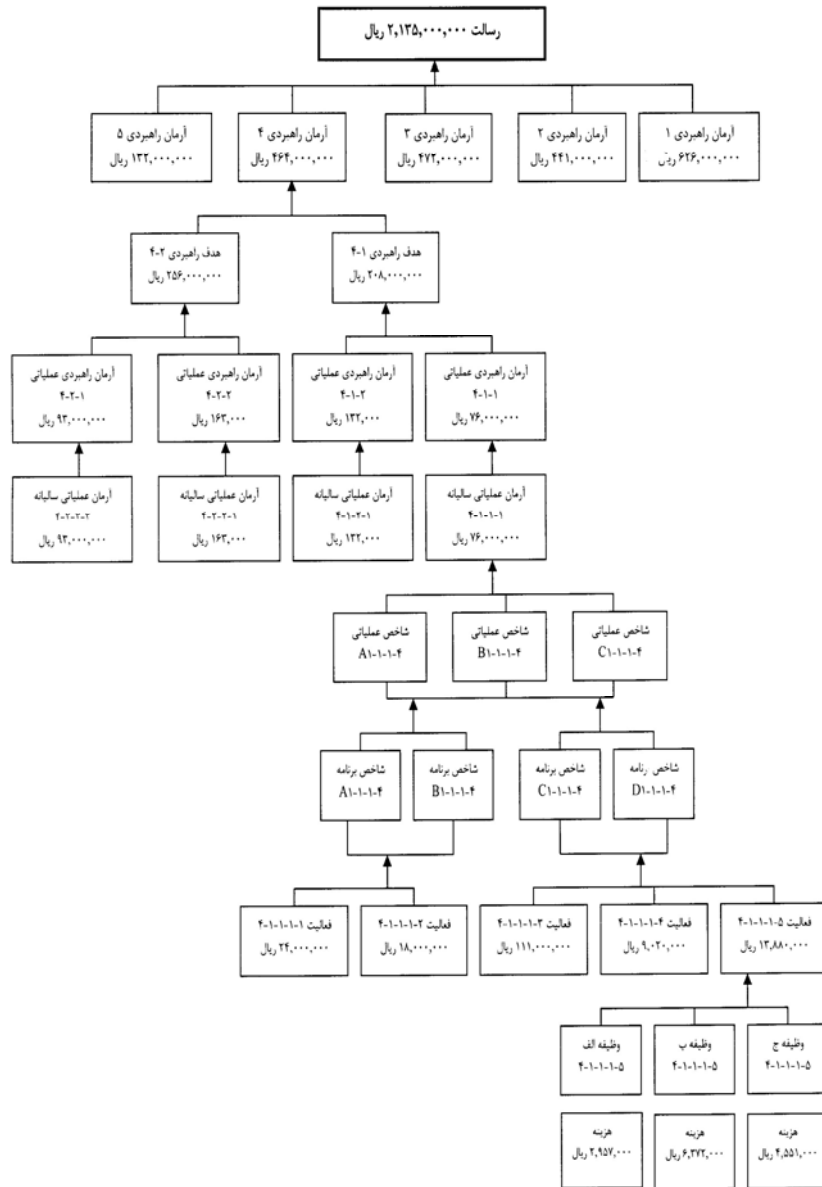 رسالت ۲,۱۳۵,۰۰۰,۰۰۰ ریال
آرمان راهبردی ۱
۶۲۶,۰۰۰,۰۰۰ ریال
آرمان راهبردی ۲
۴۴۱,۰۰۰,۰۰۰ ریال
آرمان راهبردی ۳
۴۷۲,۰۰۰,۰۰۰ ریال
آرمان راهبردی ۴
۴۶۴,۰۰۰,۰۰۰ ریال
آرمان راهبردی ۵
۱۳۲,۰۰۰,۰۰۰ ریال
هدف راهبردی ۱-۴
۲۰۸,۰۰۰,۰۰۰ ریال
هدف راهبردی ۲-۴
۲۵۶,۰۰۰,۰۰۰ ریال
آرمان راهبردی عملیاتی
۴-۱-۱
۷۶,۰۰۰,۰۰۰ ریال
آرمان راهبردی عملیاتی
۴-۱-۲
۱۳۲,۰۰۰ ریال
آرمان راهبردی عملیاتی
۴-۲-۲
۱۶۳,۰۰۰ ریال
آرمان راهبردی عملیاتی
۴-۲-۱
۹۳,۰۰۰,۰۰۰ ریال
آرمان عملیاتی سالیانه
۴-۱-۱-۱
۷۶,۰۰۰,۰۰۰ ریال
آرمان عملیاتی سالیانه
۴-۱-۲-۱
۱۳۲,۰۰۰ ریال
آرمان عملیاتی سالیانه
۴-۲-۲-۱
۱۶۳,۰۰۰ ریال
آرمان عملیاتی سالیانه
۴-۲-۲-۲
۹۳,۰۰۰,۰۰۰ ریال
شاخص عملیاتی
C۱-۱-۱-۴
شاخص عملیاتی
B۱-۱-۱-۴
شاخص عملیاتی
A۱-۱-۱-۴
شاخص رنامه
D۱-۱-۱-۴
شاخص برنامه
C۱-۱-۱-۴
شاخص برنامه
B۱-۱-۱-۴
شاخص برنامه
A۱-۱-۱-۴
فعالیت ۵-۱-۱-۱-۴
۱۳,۸۸۰,۰۰۰ ریال
فعالیت ۴-۱-۱-۱-۴
۹,۰۲۰,۰۰۰ ریال
فعالیت ۳-۱-۱-۱-۴
۱۱۱,۰۰۰,۰۰۰ ریال
فعالیت ۲-۱-۱-۱-۴
۱۸,۰۰۰,۰۰۰ ریال
فعالیت ۱-۱-۱-۱-۴
۲۴,۰۰۰,۰۰۰ ریال
وظیفه ج
۴-۱-۱-۱-۵
وظیفه ب
۴-۱-۱-۱-۵
وظیفه الف
۴-۱-۱-۱-۵
هزینه
۴,۵۵۱,۰۰۰ ریال
هزینه
۶,۳۷۲,۰۰۰ ریال
هزینه
۲,۹۵۷,۰۰۰ ریال